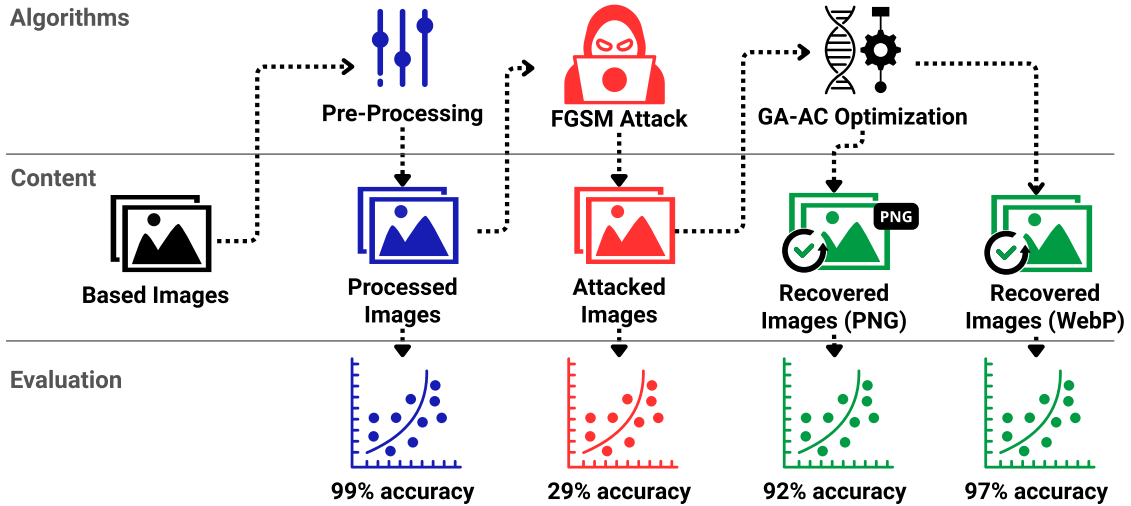 Algorithms
Pre-Processing
FGSM Attack
GA-AC Optimization
Content
PNG
Based Images
Processed
Images
Attacked
Images
Recovered
Images (PNG)
Recovered
Images (WebP)
Evaluation
99% accuracy
29% accuracy
92% accuracy
97% accuracy